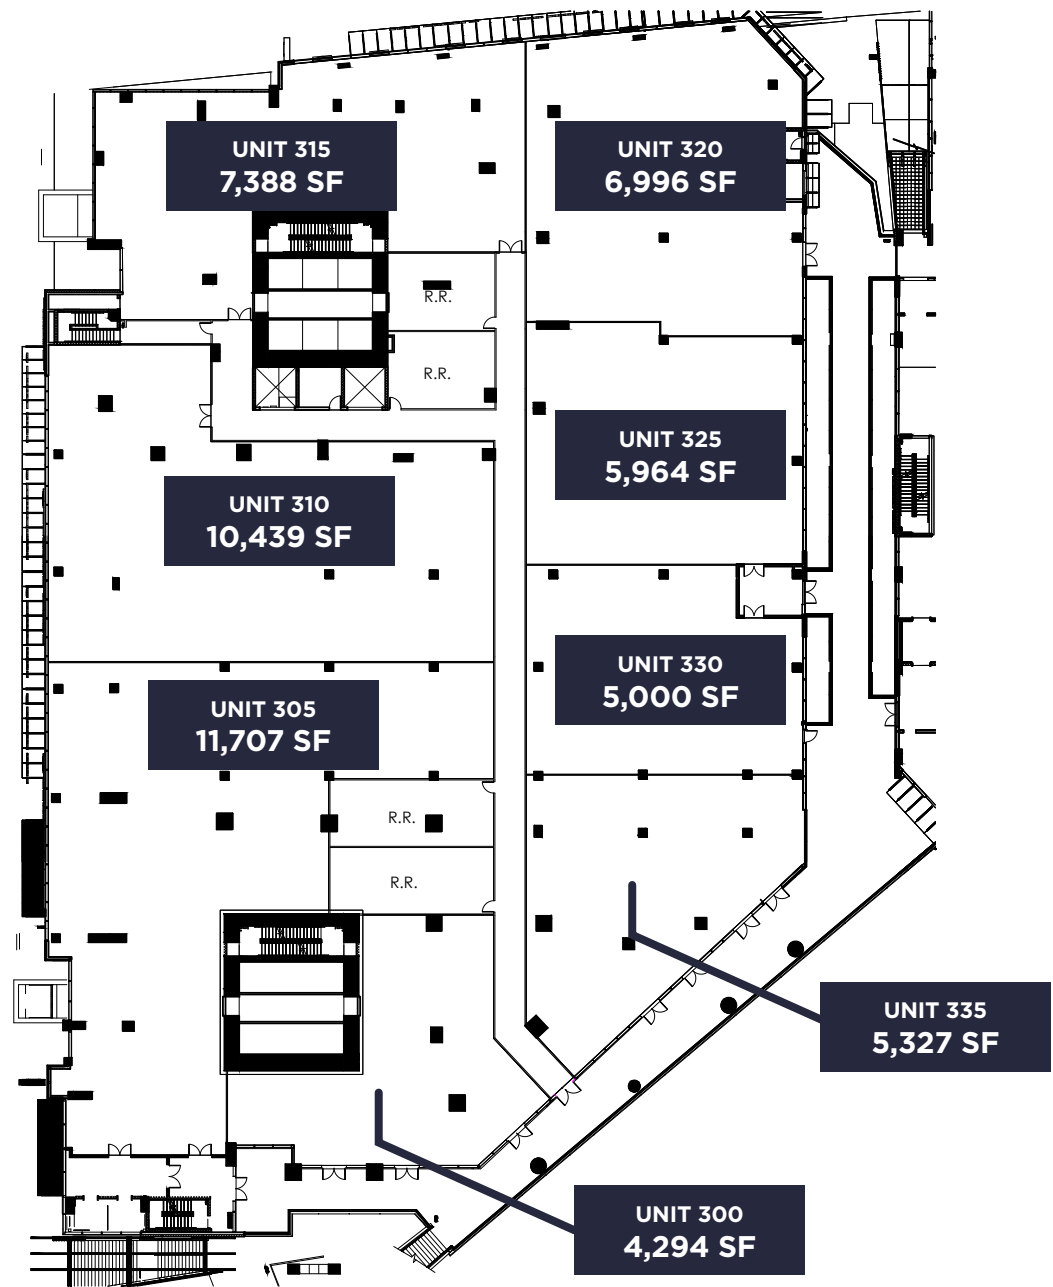 UNIT 315
7,388 SF
UNIT 320
6,996 SF
R.R.
R.R.
UNIT 325
5,964 SF
UNIT 310
10,439 SF
UNIT 330
5,000 SF
UNIT 305
11,707 SF
R.R.
R.R.
UNIT 335
5,327 SF
UNIT 300
4,294 SF